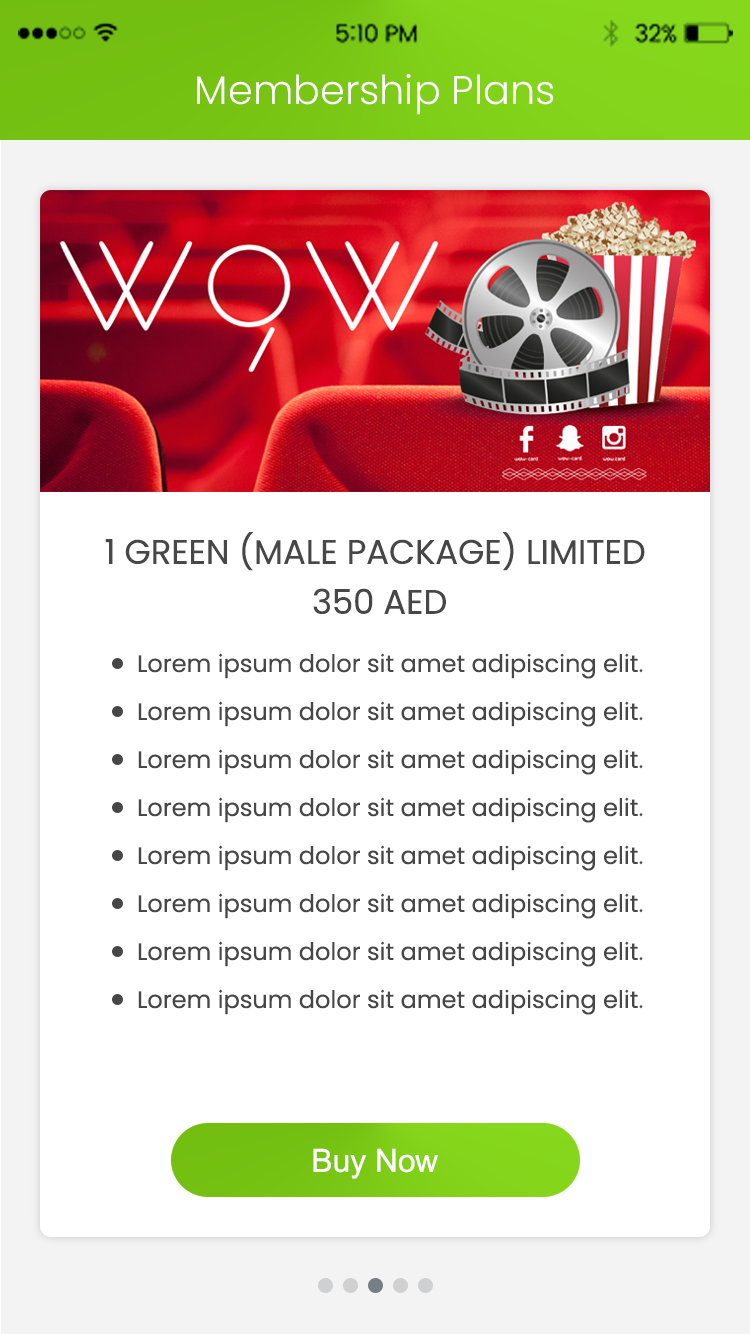 5:10 PM 32%
Membership Plans
WOW
wow-card wow-card wow.card
1 GREEN (MALE PACKAGE) LIMITED
350 AED
Lorem ipsum dolor sit amet adipiscing elit.
Lorem ipsum dolor sit amet adipiscing elit.
Lorem ipsum dolor sit amet adipiscing elit.
Lorem ipsum dolor sit amet adipiscing elit.
Lorem ipsum dolor sit amet adipiscing elit.
Lorem ipsum dolor sit amet adipiscing elit.
Lorem ipsum dolor sit amet adipiscing elit.
Lorem ipsum dolor sit amet adipiscing elit.
Buy Now